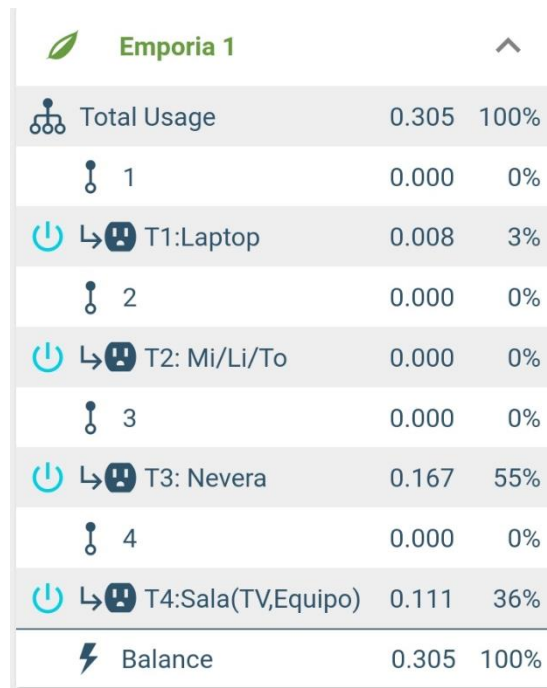 Emporia 1
Total Usage 0.305 100%
1 0.000 0%
T1:Laptop 0.008 3%
2 0.000 0%
T2: Mi/Li/To 0.000 0%
3 0.000 0%
T3: Nevera 0.167 55%
4 0.000 0%
T4:Sala(TV,Equipo) 0.111 36%
Balance 0.305 100%